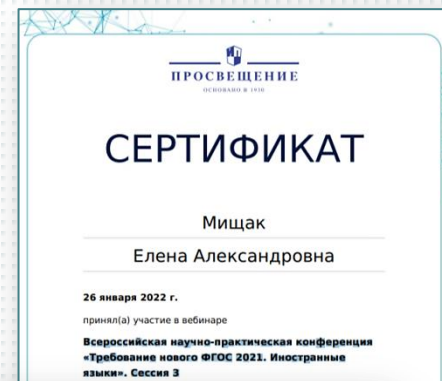 ПРОСВЕЩЕНИЕ
ОСНОВАНО В 1930
СЕРТИФИКАТ
Мищак
Елена Александровна
26 января 2022 г.
принял(а) участие в вебинаре
Всероссийская научно-практическая конференция
«Требование нового ФГОС 2021. Иностранные
языки». Сессия 3